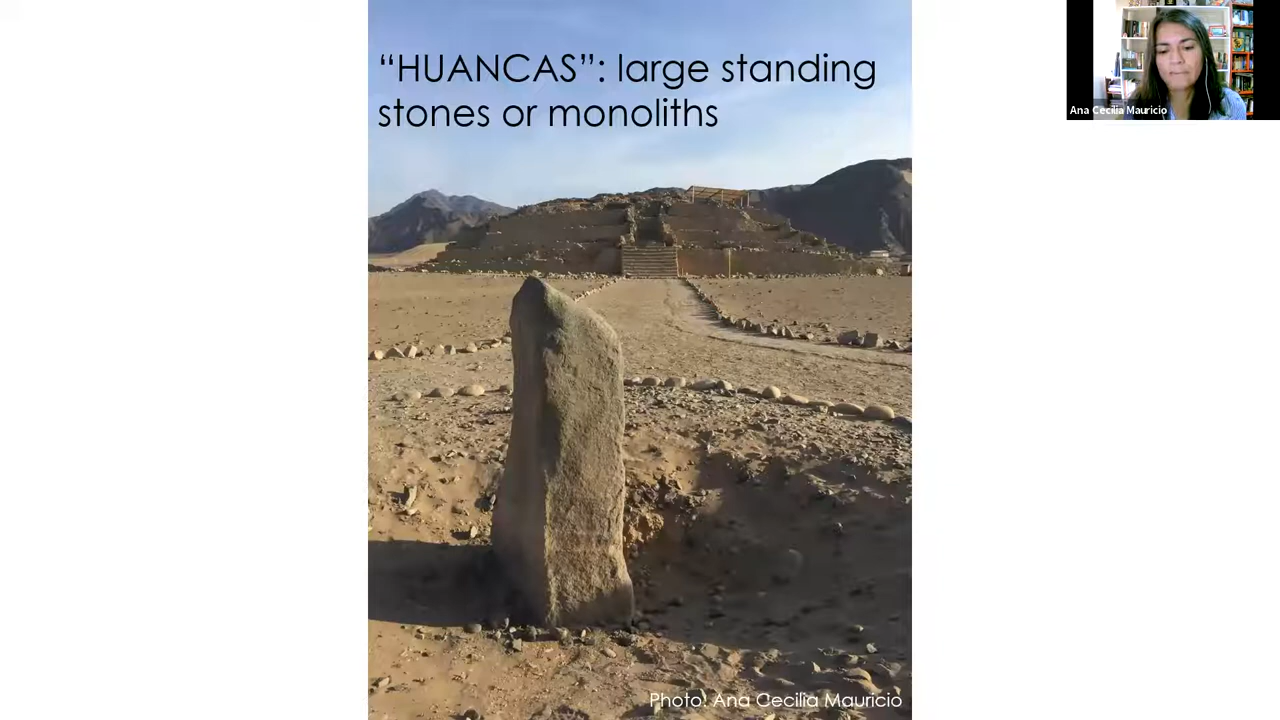 “HUANCAS”: large standing
stones or monoliths
Ana Cecilia Mauricio
Photo: Ana Cecilia Mauricio